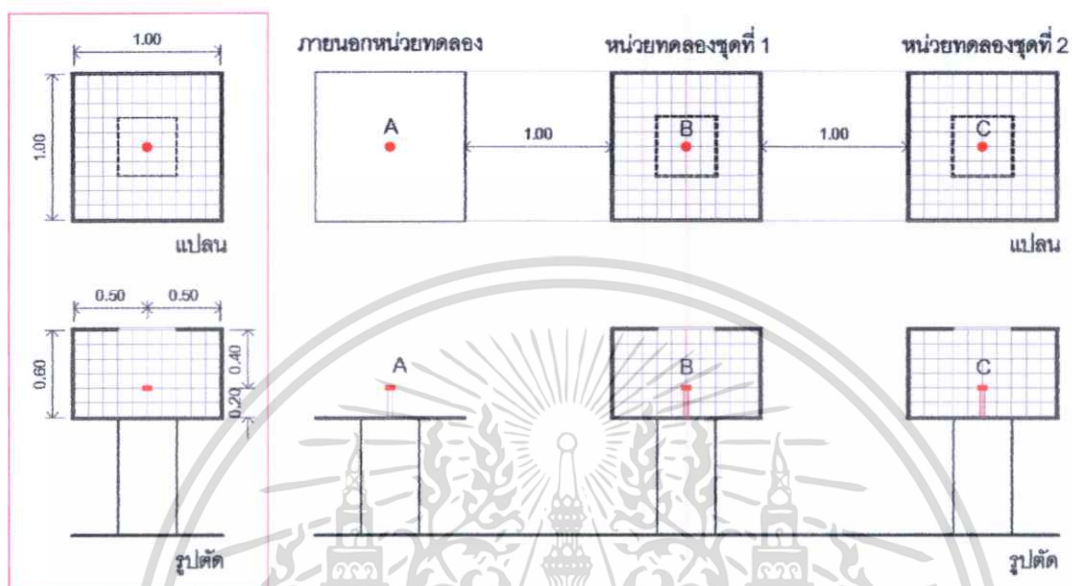 1.00
1.00
แปลน
0.50 0.50
0.60
0.40
0.20
รูปตัด
ภายนอกหน่วยทดลอง หน่วยทดลองชุดที่ 1 หน่วยทดลองชุดที่ 2
A 1.00 B 1.00 C
แปลน
A B C
รูปตัด